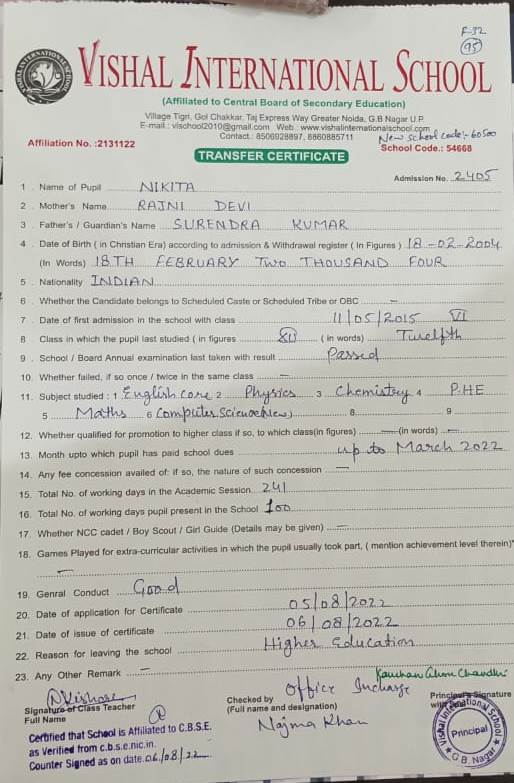 F-32
(95)
VISHAL INTERNATIONAL SCHOOL
(Affiliated to Central Board of Secondary Education)
Village Tigri, Gol Chakkar, Taj Express Way Greater Noida, G.B Nagar U.P.
E-mail : vischool2010@gmail.com Web. www.vishalinternationalschool.com
Contact.: 8506928897, 8860885711
New School Code:- 60500
Affiliation No. :2131122
School Code.: 54668
TRANSFER CERTIFICATE
Admission No. 2405
1 . Name of Pupil NIKITA
2 . Mother's Name RAJNI DEVI
3 . Father's / Guardian's Name SURENDRA KUMAR
4 . Date of Birth ( in Christian Era) according to admission & Withdrawal register ( In Figures ) 18-02-2004
(In Words) 18TH FEBRUARY TWO THOUSAND FOUR
5 . Nationality INDIAN
6 . Whether the Candidate belongs to Scheduled Caste or Scheduled Tribe or OBC —
7 . Date of first admission in the school with class 11/05/2015 VI
8 Class in which the pupil last studied ( in figures XII ( in words) Twelfth
9 . School / Board Annual examination last taken with result Passed
10. Whether failed, if so once / twice in the same class —
11. Subject studied : 1 English core 2 Physics 3 Chemistry 4 P.HE
5 Maths 6 Computer Science(New) 8 9
12. Whether qualified for promotion to higher class if so, to which class(in figures) — (in words) —
13. Month upto which pupil has paid school dues up to March 2022
14. Any fee concession availed of: if so, the nature of such concession —
15. Total No. of working days in the Academic Session 241
16. Total No. of working days pupil present in the School 100
17. Whether NCC cadet / Boy Scout / Girl Guide (Details may be given) —
18. Games Played for extra-curricular activities in which the pupil usually took part, ( mention achievement level therein)*
—
19. Genral Conduct Good
20. Date of application for Certificate 05/08/2022
21. Date of issue of certificate 06/08/2022
22. Reason for leaving the school Higher Education
23. Any Other Remark —
Office Incharge
Signature of Class Teacher
Full Name
Checked by
(Full name and designation)
Najma Khan
Principal's Signature
Certified that School is Affiliated to C.B.S.E.
as Verified from c.b.s.e.nic.in.
Counter Signed as on date 06/08/22
Principal
G.B. Nagar